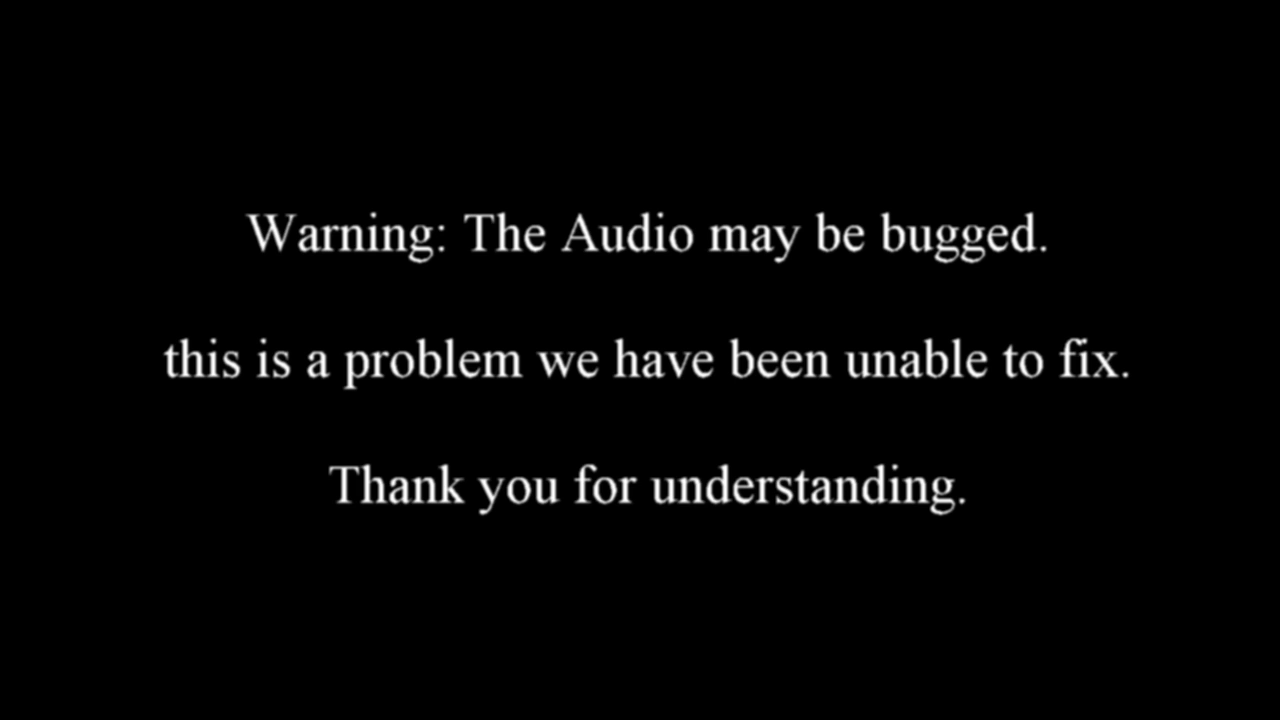 Warning: The Audio may be bugged.
this is a problem we have been unable to fix.
Thank you for understanding.